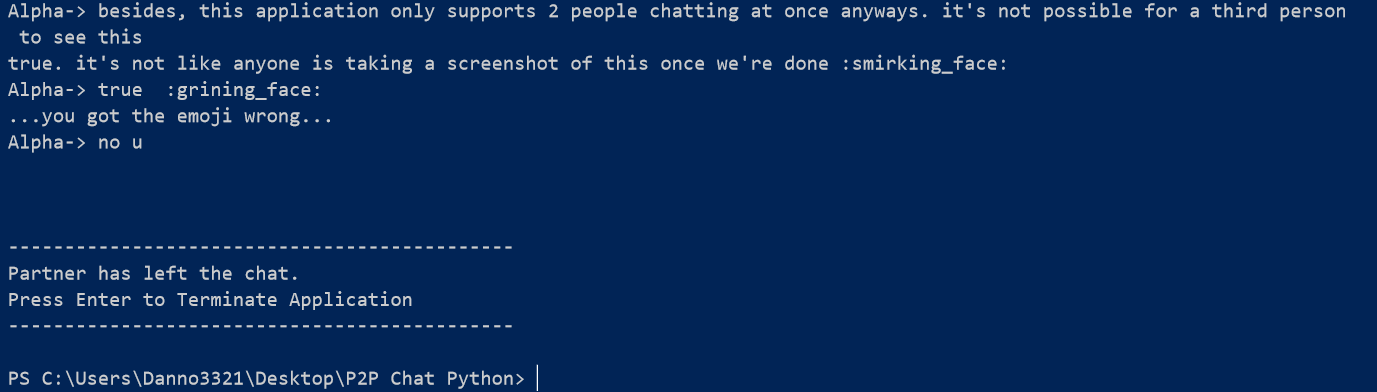 Alpha-> besides, this application only supports 2 people chatting at once anyways. it's not possible for a third person
 to see this
true. it's not like anyone is taking a screenshot of this once we're done :smirking_face:
Alpha-> true  :grining_face:
...you got the emoji wrong...
Alpha-> no u
---------------------------------------------
Partner has left the chat.
Press Enter to Terminate Application
---------------------------------------------
PS C:\Users\Danno3321\Desktop\P2P Chat Python>